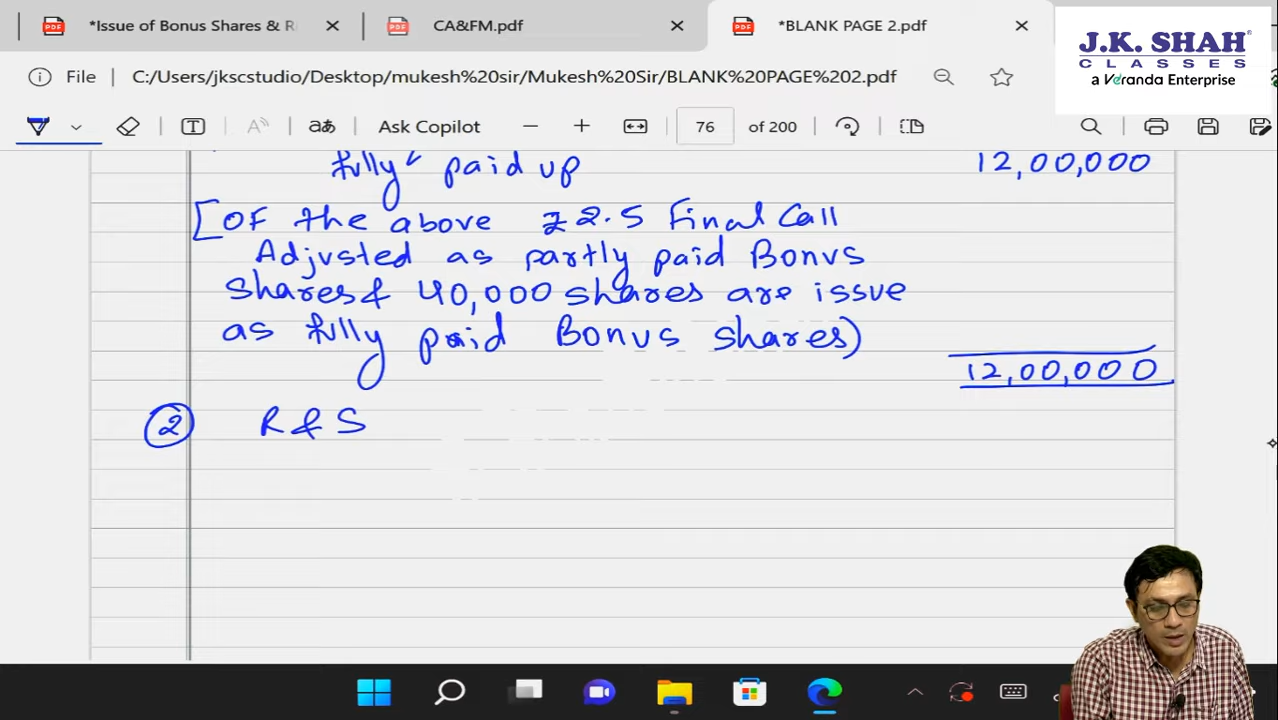 *Issue of Bonus Shares & Ri
CA&FM.pdf
*BLANK PAGE 2.pdf
J.K. SHAH®
CLASSES
a Veranda Enterprise
File
C:/Users/jkscstudio/Desktop/mukesh%20sir/Mukesh%20Sir/BLANK%20PAGE%202.pdf
Ask Copilot
76 of 200
fully paid up 12,00,000
[OF the above ₹2.5 Final Call
Adjusted as partly paid Bonus
shares & 40,000 shares are issue
as fully paid Bonus shares)
12,00,000
2 R & S